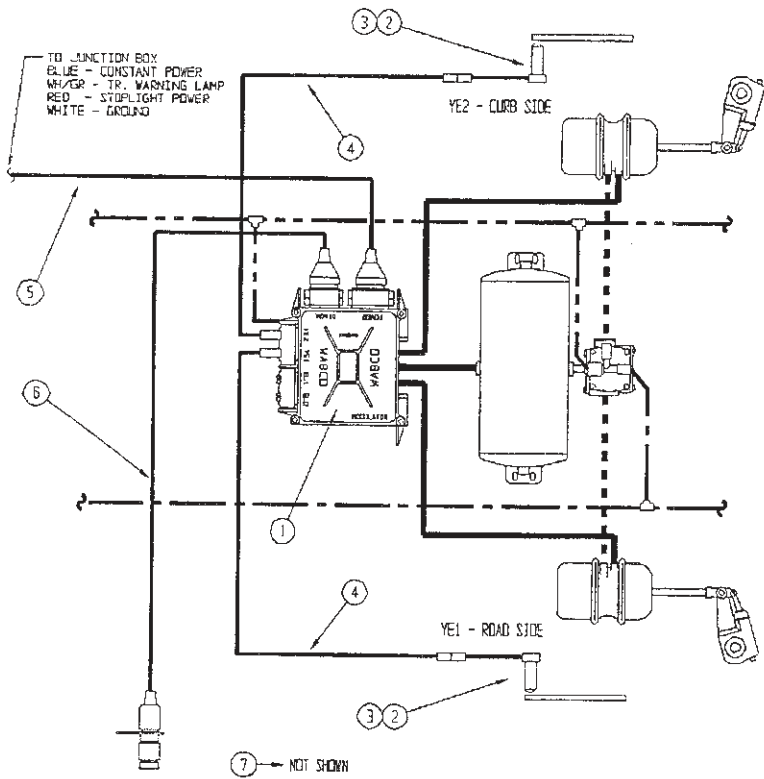 3 2
TO JUNCTION BOX
BLUE - CONSTANT POWER
WH/GR - TR. WARNING LAMP
RED - STOPLIGHT POWER
WHITE - GROUND
YE2 - CURB SIDE
4
5
POWER
WABCO
WABCO
6
1
4
YE1 - ROAD SIDE
3 2
7 NOT SHOWN